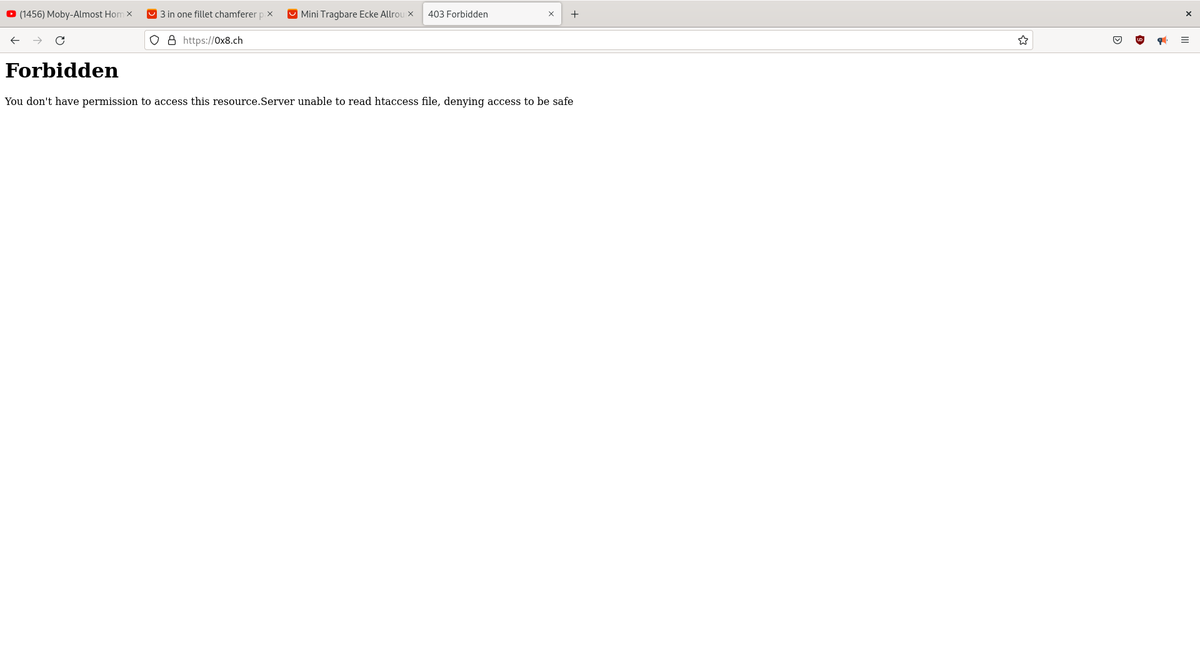 (1456) Moby-Almost Hom
3 in one fillet chamferer p
Mini Tragbare Ecke Allrou
403 Forbidden
https://0x8.ch
Forbidden
You don't have permission to access this resource.Server unable to read htaccess file, denying access to be safe